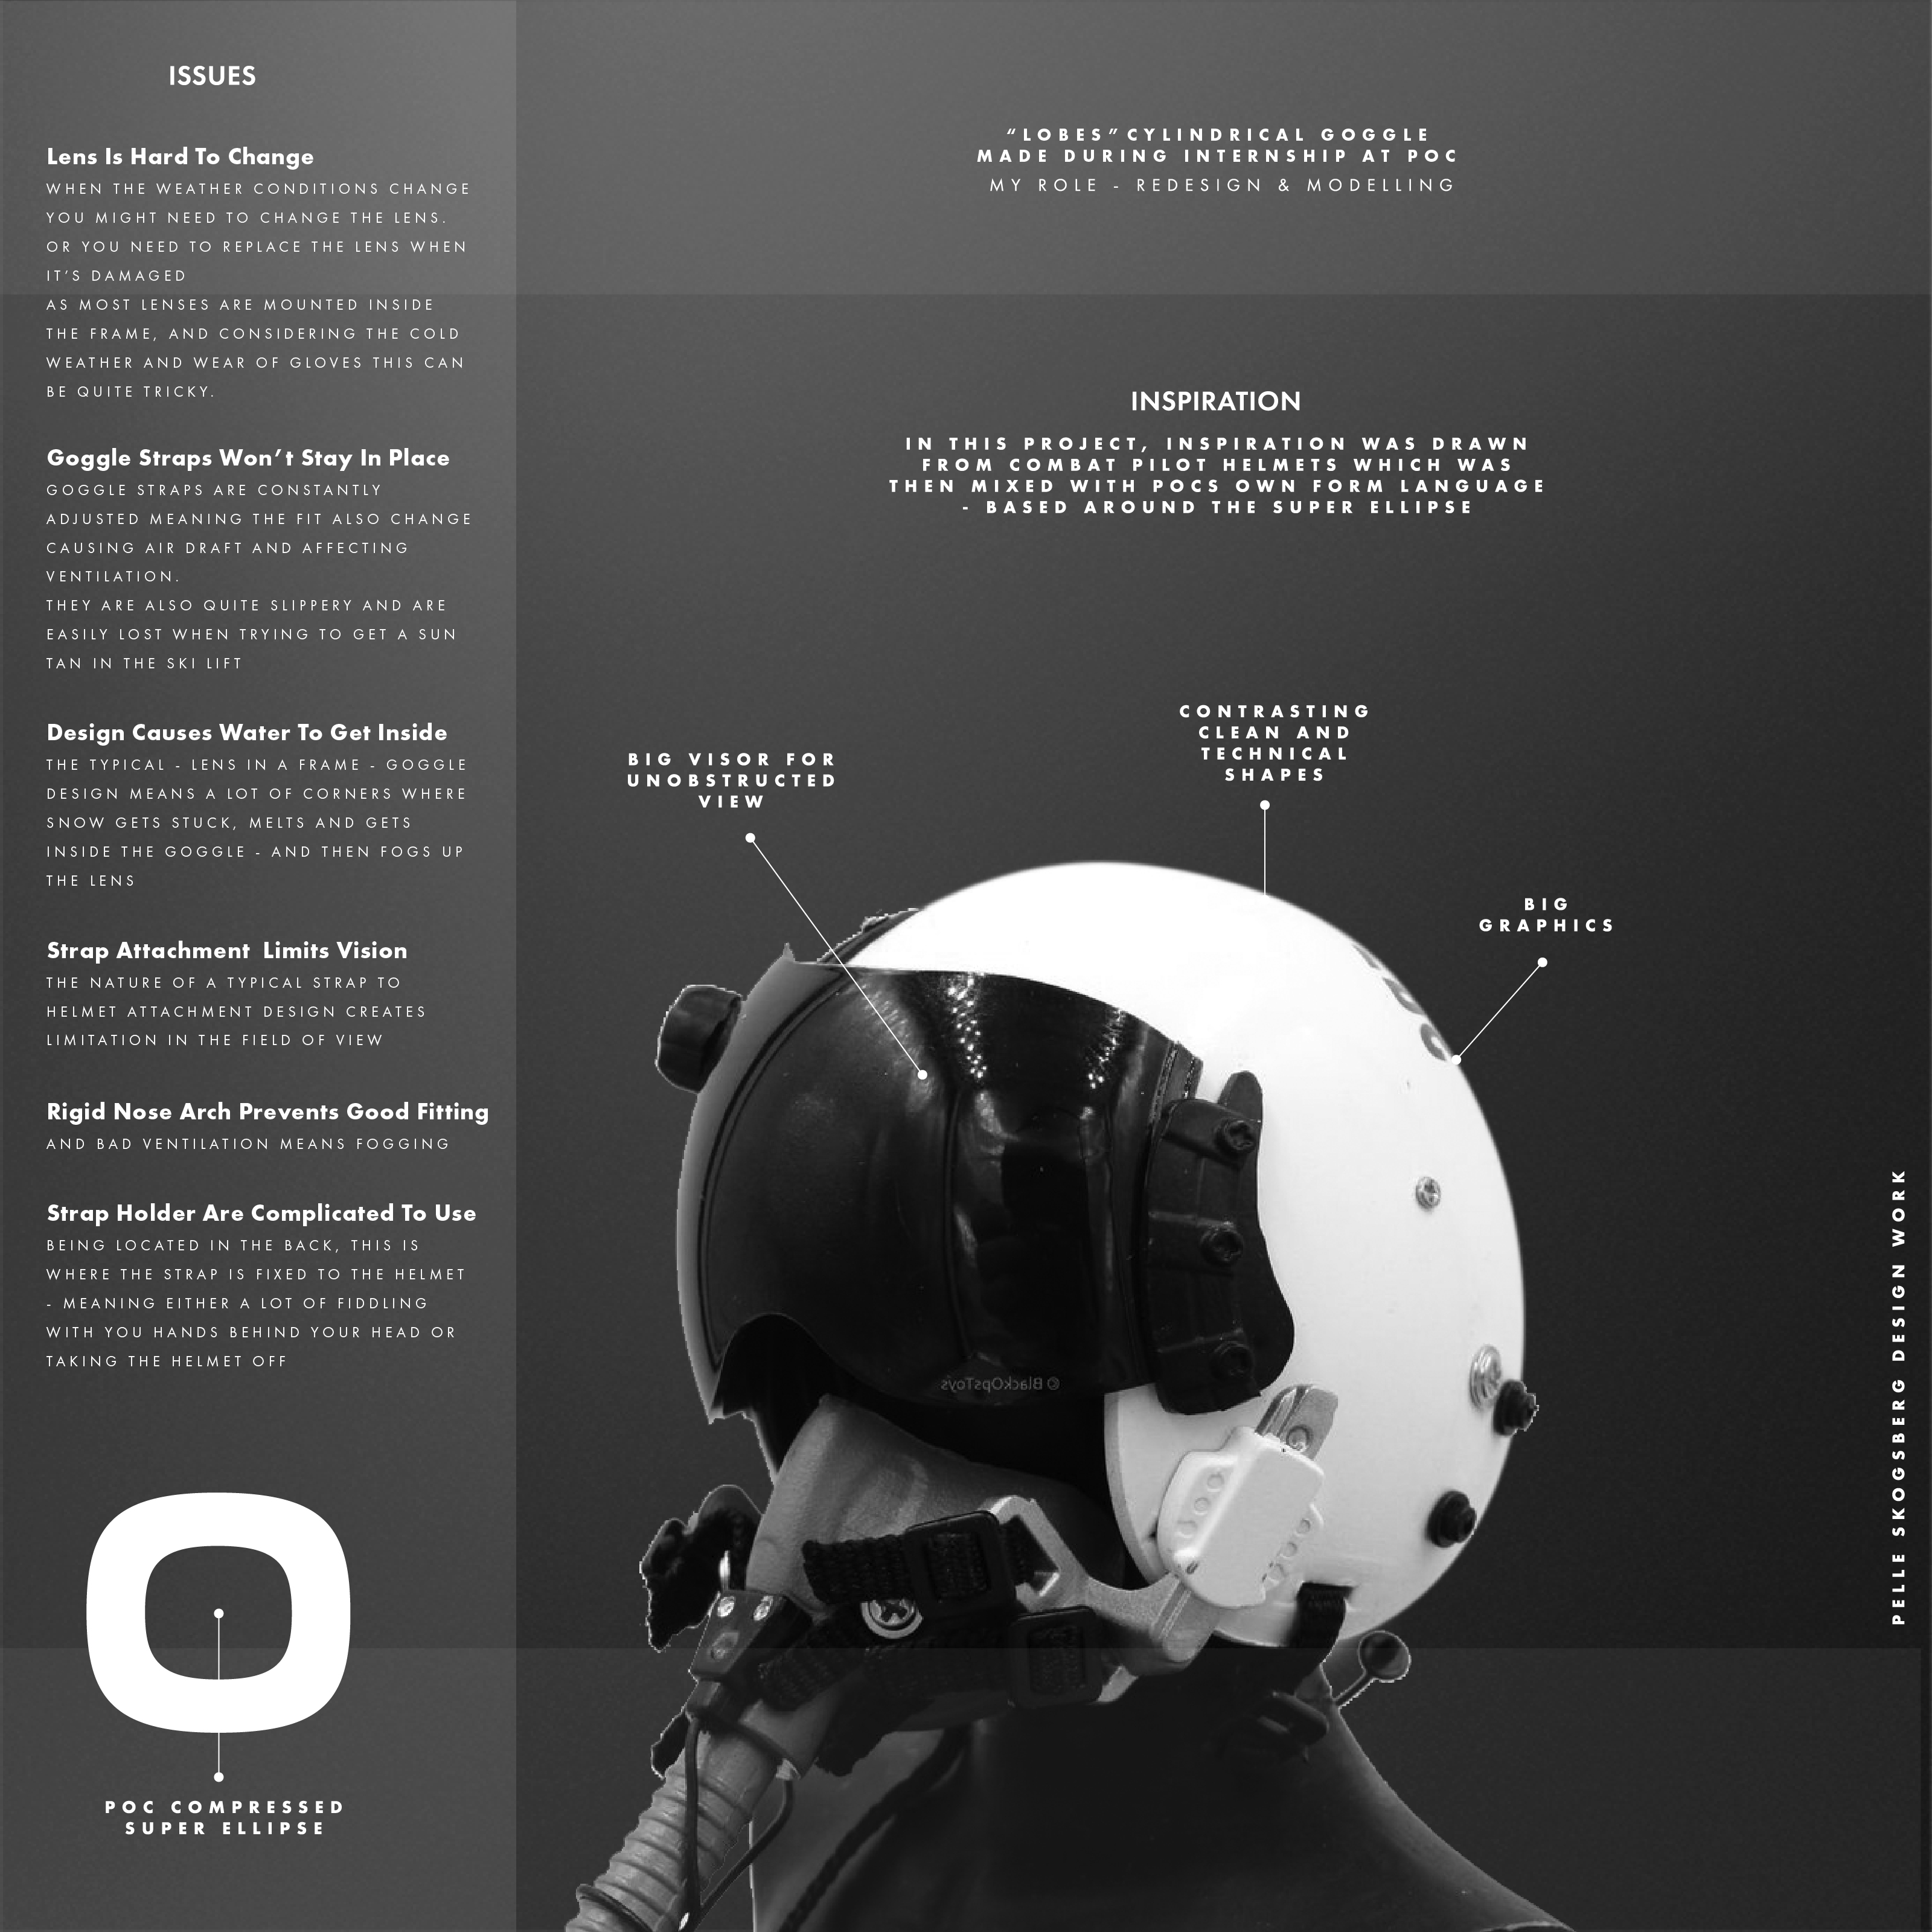 ISSUES
Lens Is Hard To Change
WHEN THE WEATHER CONDITIONS CHANGE
YOU MIGHT NEED TO CHANGE THE LENS.
OR YOU NEED TO REPLACE THE LENS WHEN
IT’S DAMAGED
AS MOST LENSES ARE MOUNTED INSIDE
THE FRAME, AND CONSIDERING THE COLD
WEATHER AND WEAR OF GLOVES THIS CAN
BE QUITE TRICKY.
Goggle Straps Won’t Stay In Place
GOGGLE STRAPS ARE CONSTANTLY
ADJUSTED MEANING THE FIT ALSO CHANGE
CAUSING AIR DRAFT AND AFFECTING
VENTILATION.
THEY ARE ALSO QUITE SLIPPERY AND ARE
EASILY LOST WHEN TRYING TO GET A SUN
TAN IN THE SKI LIFT
Design Causes Water To Get Inside
THE TYPICAL - LENS IN A FRAME - GOGGLE
DESIGN MEANS A LOT OF CORNERS WHERE
SNOW GETS STUCK, MELTS AND GETS
INSIDE THE GOGGLE - AND THEN FOGS UP
THE LENS
Strap Attachment  Limits Vision
THE NATURE OF A TYPICAL STRAP TO
HELMET ATTACHMENT DESIGN CREATES
LIMITATION IN THE FIELD OF VIEW
Rigid Nose Arch Prevents Good Fitting
AND BAD VENTILATION MEANS FOGGING
Strap Holder Are Complicated To Use
BEING LOCATED IN THE BACK, THIS IS
WHERE THE STRAP IS FIXED TO THE HELMET
- MEANING EITHER A LOT OF FIDDLING
WITH YOU HANDS BEHIND YOUR HEAD OR
TAKING THE HELMET OFF
POC COMPRESSED
SUPER ELLIPSE
“LOBES” CYLINDRICAL GOGGLE
MADE DURING INTERNSHIP AT POC
MY ROLE - REDESIGN & MODELLING
INSPIRATION
IN THIS PROJECT, INSPIRATION WAS DRAWN
FROM COMBAT PILOT HELMETS WHICH WAS
THEN MIXED WITH POCS OWN FORM LANGUAGE
- BASED AROUND THE SUPER ELLIPSE
BIG VISOR FOR
UNOBSTRUCTED
VIEW
CONTRASTING
CLEAN AND
TECHNICAL
SHAPES
BIG
GRAPHICS
© BlackOpsToys
PELLE SKOGSBERG DESIGN WORK